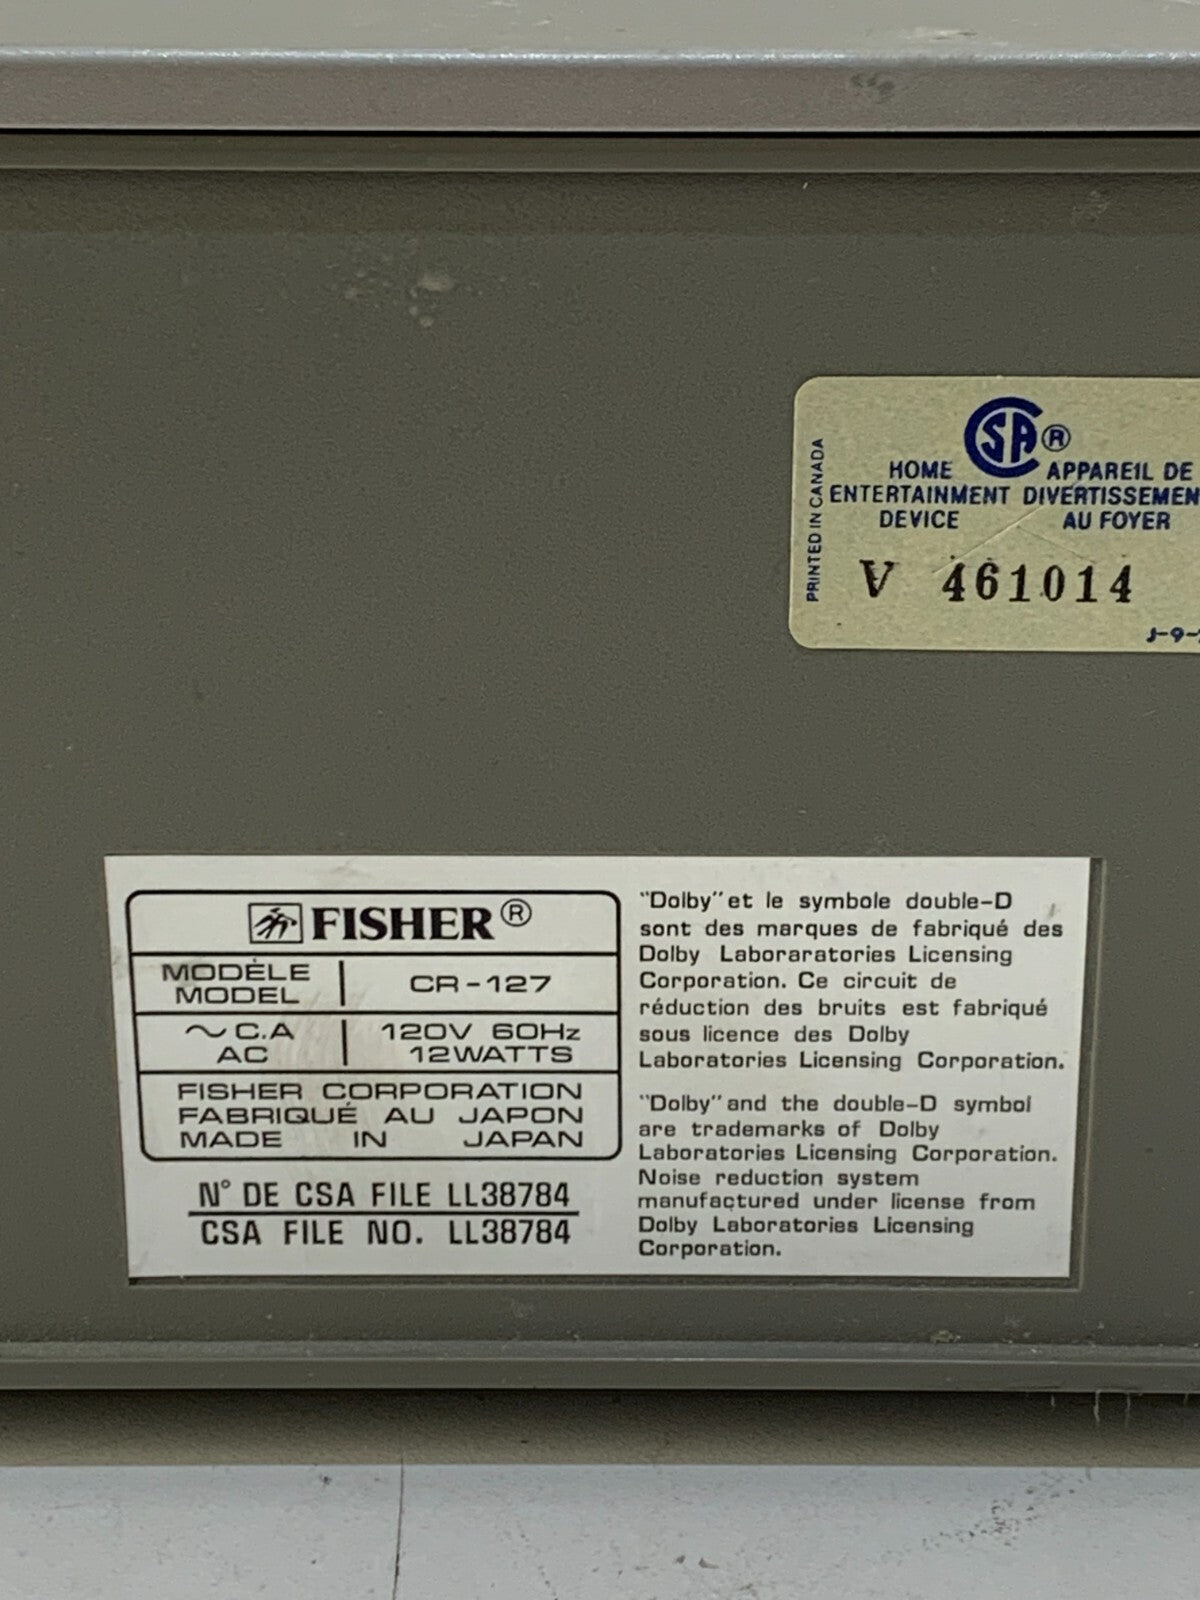 CSA®
HOME ENTERTAINMENT DEVICE
APPAREIL DE DIVERTISSEMEN
AU FOYER
PRINTED IN CANADA
V 461014
J-9-
FISHER®
MODÈLE
MODEL
CR-127
~C.A
AC
120V 60Hz
12WATTS
FISHER CORPORATION
FABRIQUÉ AU JAPON
MADE IN JAPAN
N° DE CSA FILE LL38784
CSA FILE NO. LL38784
"Dolby" et le symbole double-D
sont des marques de fabriqué des
Dolby Laboraratories Licensing
Corporation. Ce circuit de
réduction des bruits est fabriqué
sous licence des Dolby
Laboratories Licensing Corporation.
"Dolby" and the double-D symbol
are trademarks of Dolby
Laboratories Licensing Corporation.
Noise reduction system
manufactured under license from
Dolby Laboratories Licensing
Corporation.